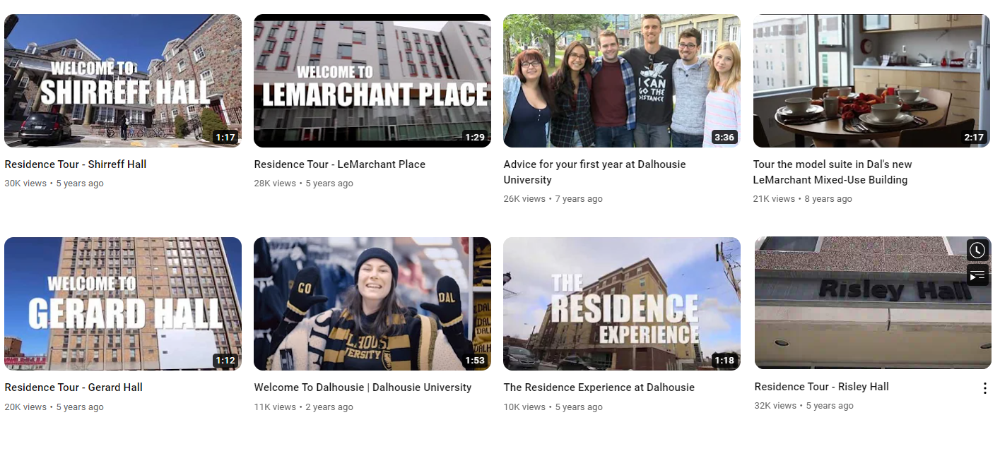 WELCOME TO
SHIRREFF HALL
1:17
Residence Tour - Shirreff Hall
30K views • 5 years ago
WELCOME TO
LEMARCHANT PLACE
1:29
Residence Tour - LeMarchant Place
28K views • 5 years ago
I CAN
GO THE
DISTANCE
3:36
Advice for your first year at Dalhousie
University
26K views • 7 years ago
2:17
Tour the model suite in Dal's new
LeMarchant Mixed-Use Building
21K views • 8 years ago
WELCOME TO
GERARD HALL
1:12
Residence Tour - Gerard Hall
20K views • 5 years ago
GO
DAL
1:53
Welcome To Dalhousie | Dalhousie University
11K views • 2 years ago
THE
RESIDENCE
EXPERIENCE
1:18
The Residence Experience at Dalhousie
10K views • 5 years ago
Risley Hall
Residence Tour - Risley Hall
32K views • 5 years ago